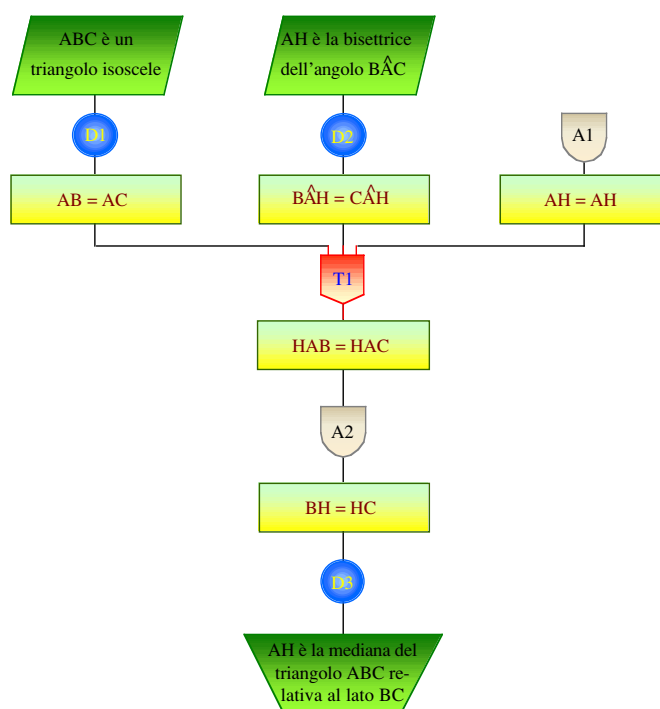 ABC è un
triangolo isoscele
AH è la bisettrice
dell'angolo BÂC
D1
D2
A1
AB = AC
BÂH = CÂH
AH = AH
T1
HAB = HAC
A2
BH = HC
D3
AH è la mediana del
triangolo ABC re-
lativa al lato BC